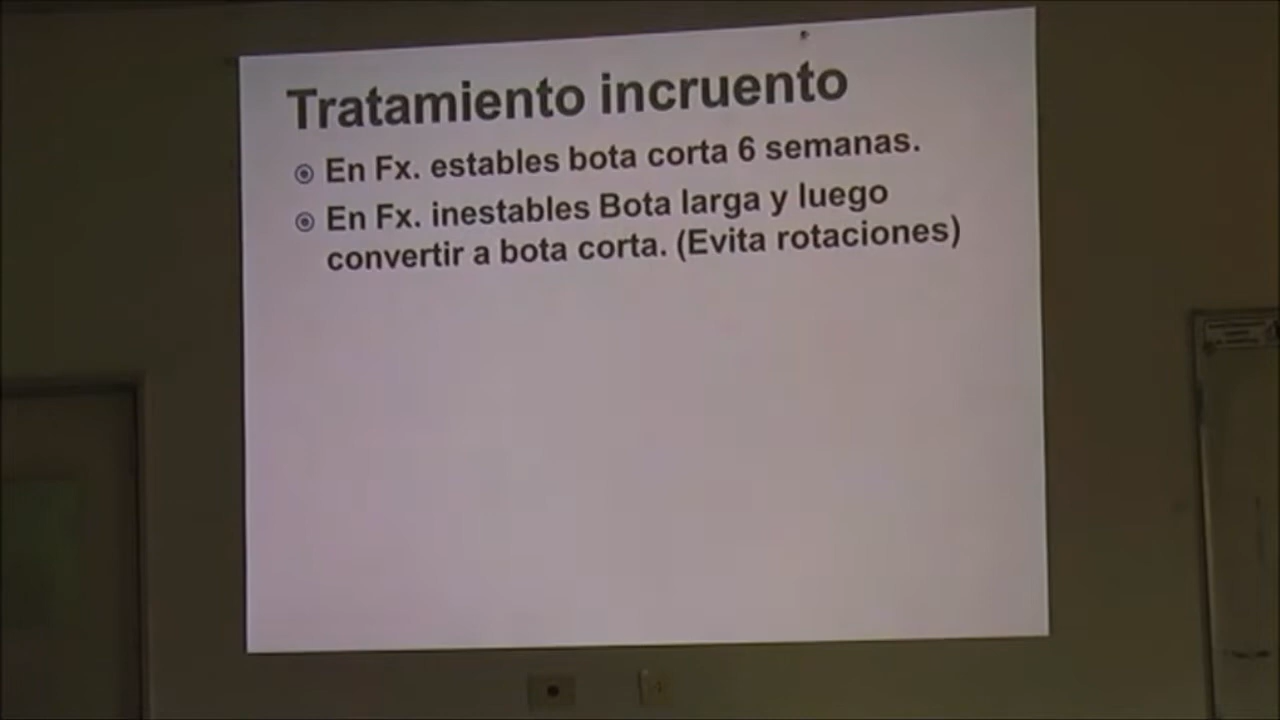 Tratamiento incruento
En Fx. estables bota corta 6 semanas.
En Fx. inestables Bota larga y luego
convertir a bota corta. (Evita rotaciones)